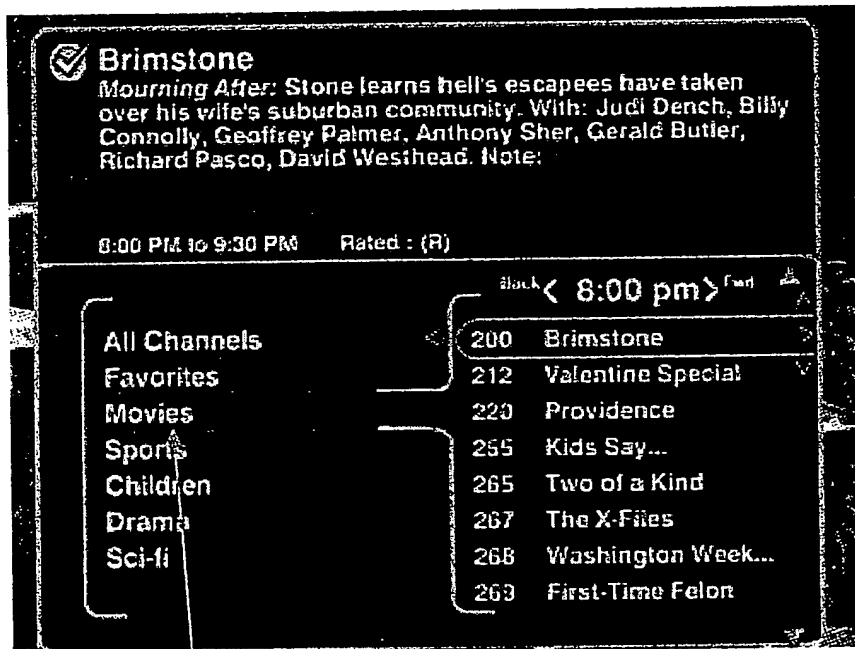 Brimstone
Mourning After: Stone learns hell's escapees have taken
over his wife's suburban community. With: Judi Dench, Billy
Connolly, Geoffrey Palmer, Anthony Sher, Gerald Butler,
Richard Pasco, David Westhead. Note:
8:00 PM to 9:30 PM Rated : (R)
Back < 8:00 pm > Fwd
All Channels
Favorites
Movies
Sports
Children
Drama
Sci-fi
200 Brimstone
212 Valentine Special
220 Providence
255 Kids Say...
265 Two of a Kind
267 The X-Files
268 Washington Week...
269 First-Time Felon